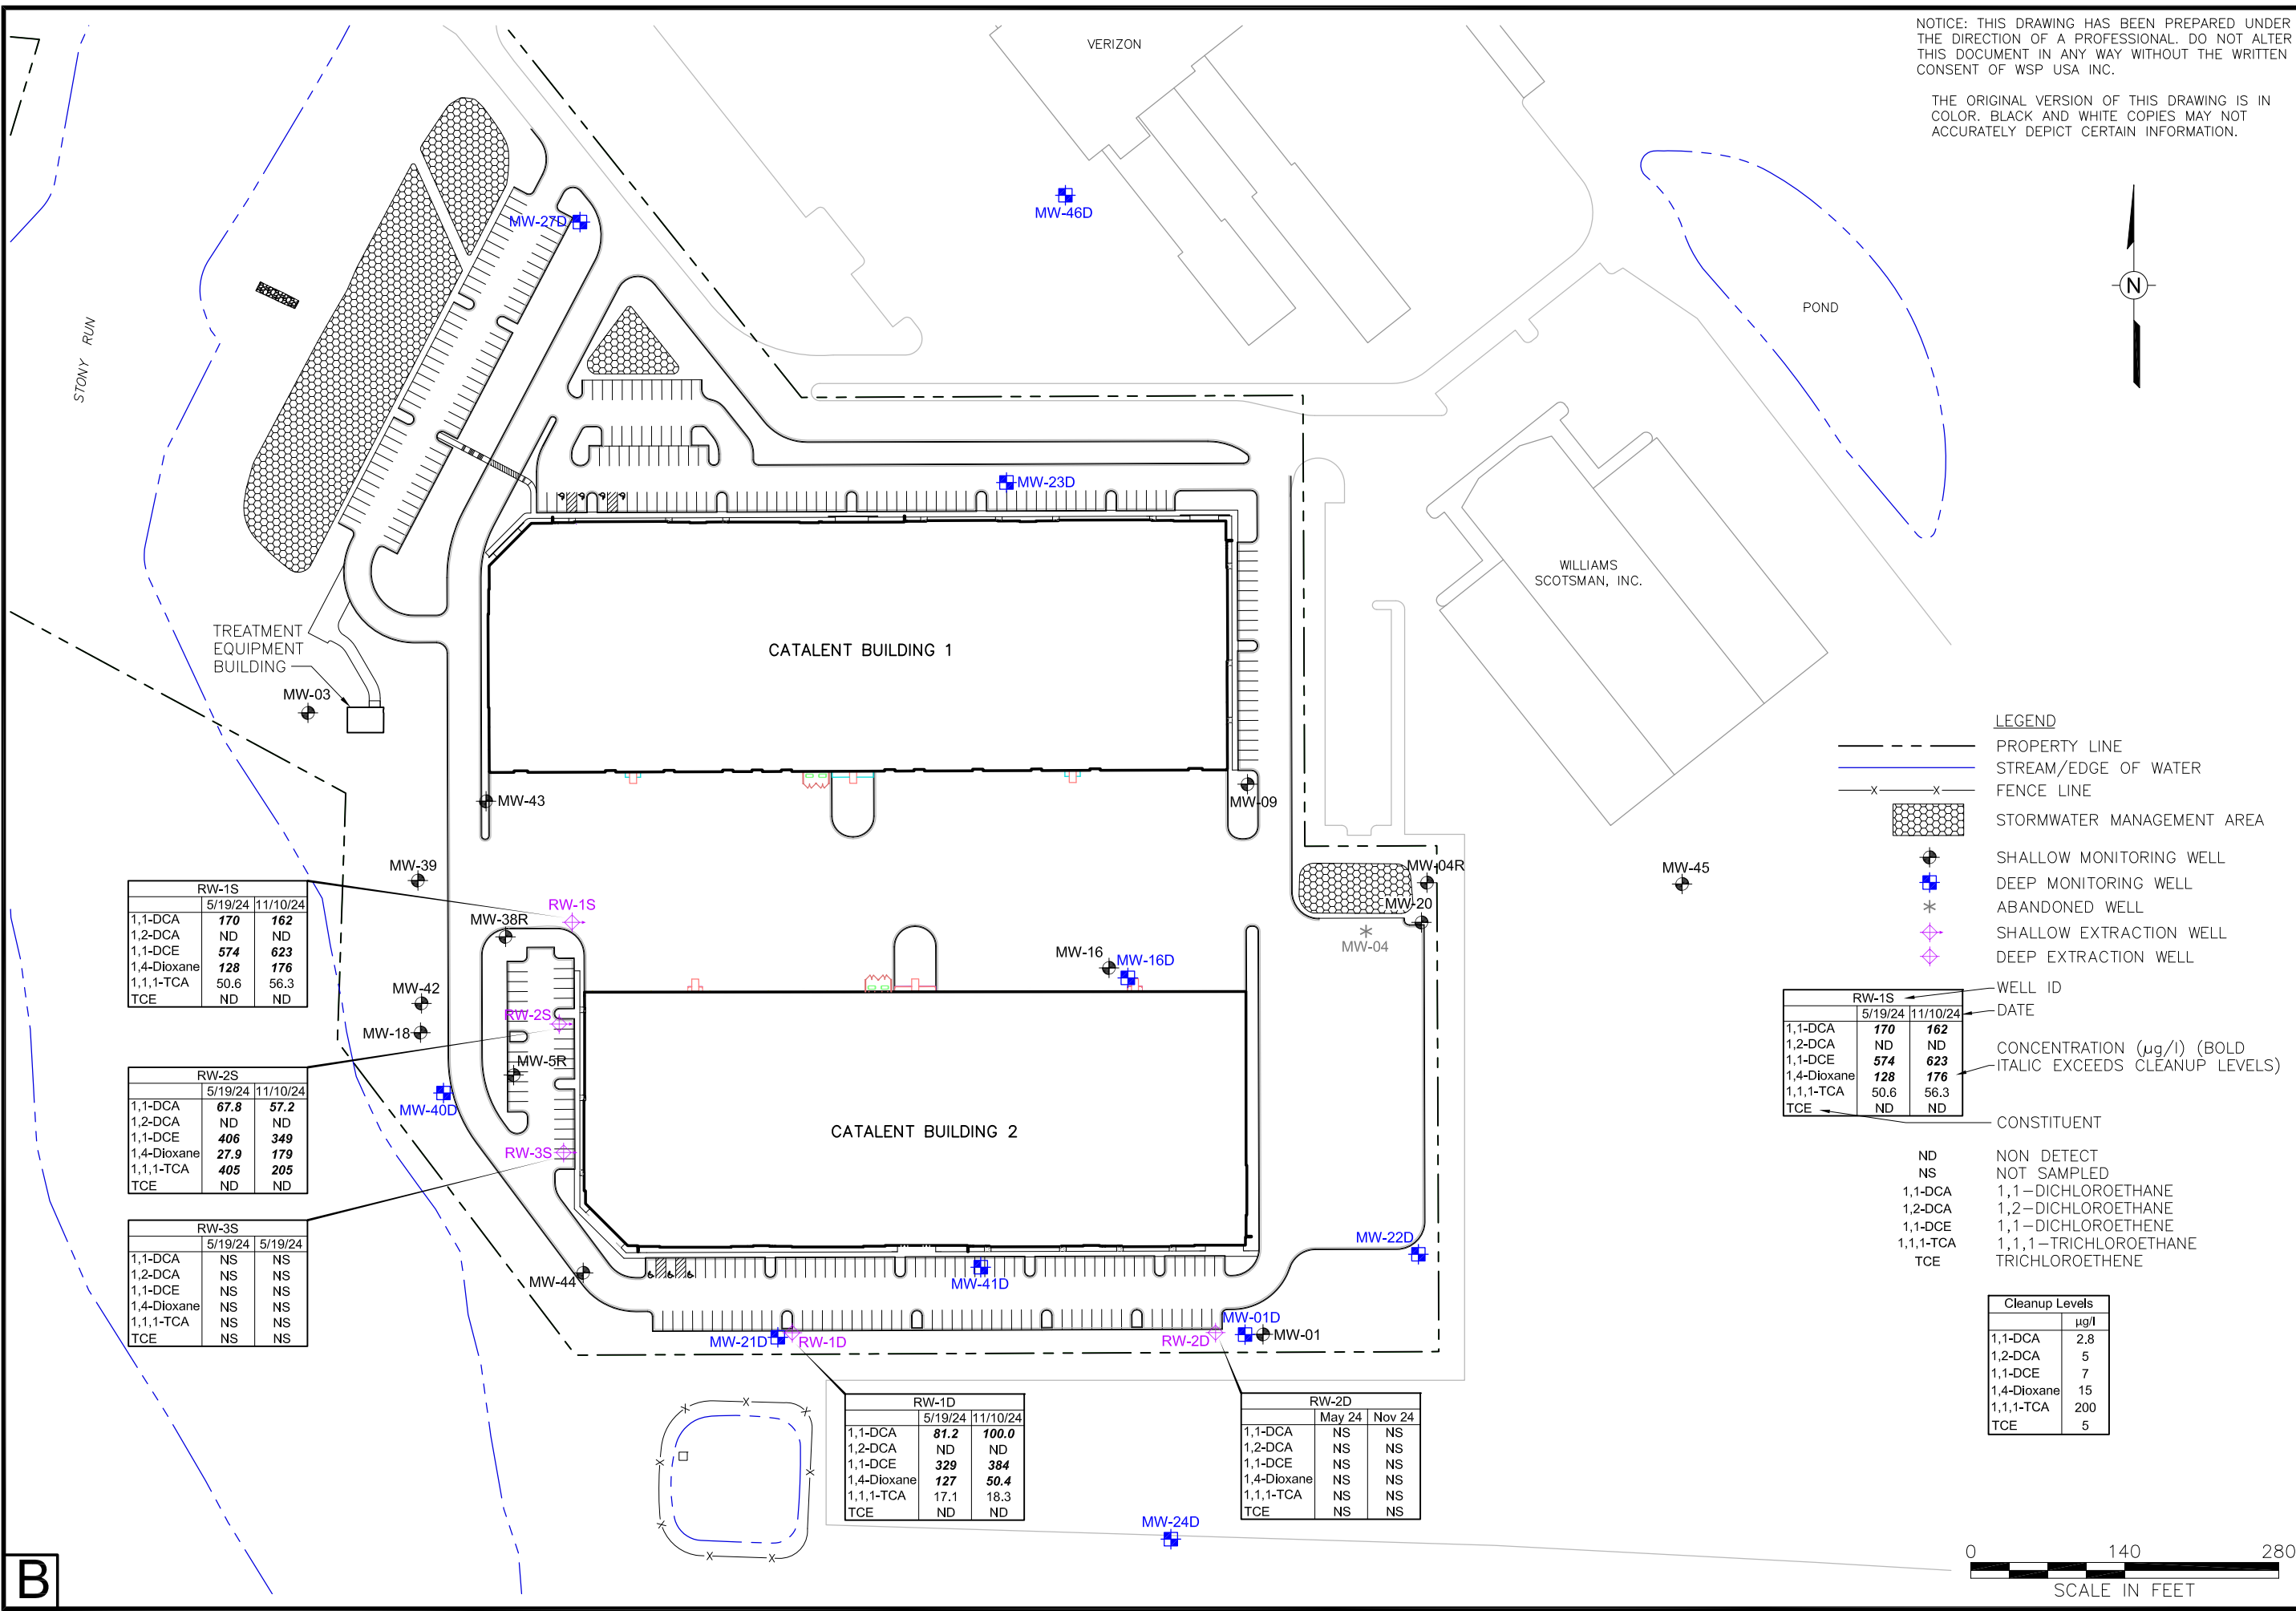 NOTICE: THIS DRAWING HAS BEEN PREPARED UNDER
THE DIRECTION OF A PROFESSIONAL. DO NOT ALTER
THIS DOCUMENT IN ANY WAY WITHOUT THE WRITTEN
CONSENT OF WSP USA INC.
THE ORIGINAL VERSION OF THIS DRAWING IS IN
COLOR. BLACK AND WHITE COPIES MAY NOT
ACCURATELY DEPICT CERTAIN INFORMATION.
VERIZON
MW-46D
MW-27D
N
POND
STONY RUN
MW-23D
WILLIAMS
SCOTSMAN, INC.
TREATMENT
EQUIPMENT
BUILDING
CATALENT BUILDING 1
MW-03
MW-43
MW-09
MW-39
MW-04R
MW-45
MW-20
MW-04
RW-1S
MW-38R
MW-16
MW-16D
MW-42
MW-18
RW-2S
MW-5R
MW-40D
RW-3S
CATALENT BUILDING 2
MW-22D
MW-44
MW-41D
MW-21D
RW-1D
RW-2D
MW-01D
MW-01
MW-24D
RW-1S
5/19/24 11/10/24
1,1-DCA 170 162
1,2-DCA ND ND
1,1-DCE 574 623
1,4-Dioxane 128 176
1,1,1-TCA 50.6 56.3
TCE ND ND
RW-2S
5/19/24 11/10/24
1,1-DCA 67.8 57.2
1,2-DCA ND ND
1,1-DCE 406 349
1,4-Dioxane 27.9 179
1,1,1-TCA 405 205
TCE ND ND
RW-3S
5/19/24 5/19/24
1,1-DCA NS NS
1,2-DCA NS NS
1,1-DCE NS NS
1,4-Dioxane NS NS
1,1,1-TCA NS NS
TCE NS NS
RW-1D
5/19/24 11/10/24
1,1-DCA 81.2 100.0
1,2-DCA ND ND
1,1-DCE 329 384
1,4-Dioxane 127 50.4
1,1,1-TCA 17.1 18.3
TCE ND ND
RW-2D
May 24 Nov 24
1,1-DCA NS NS
1,2-DCA NS NS
1,1-DCE NS NS
1,4-Dioxane NS NS
1,1,1-TCA NS NS
TCE NS NS
X X X X X X X X
LEGEND
PROPERTY LINE
STREAM/EDGE OF WATER
X X FENCE LINE
STORMWATER MANAGEMENT AREA
SHALLOW MONITORING WELL
DEEP MONITORING WELL
ABANDONED WELL
SHALLOW EXTRACTION WELL
DEEP EXTRACTION WELL
RW-1S
5/19/24 11/10/24
1,1-DCA 170 162
1,2-DCA ND ND
1,1-DCE 574 623
1,4-Dioxane 128 176
1,1,1-TCA 50.6 56.3
TCE ND ND
WELL ID
DATE
CONCENTRATION (µg/l) (BOLD
ITALIC EXCEEDS CLEANUP LEVELS)
CONSTITUENT
ND NON DETECT
NS NOT SAMPLED
1,1-DCA 1,1-DICHLOROETHANE
1,2-DCA 1,2-DICHLOROETHANE
1,1-DCE 1,1-DICHLOROETHENE
1,1,1-TCA 1,1,1-TRICHLOROETHANE
TCE TRICHLOROETHENE
Cleanup Levels
µg/l
1,1-DCA 2.8
1,2-DCA 5
1,1-DCE 7
1,4-Dioxane 15
1,1,1-TCA 200
TCE 5
0 140 280
SCALE IN FEET
B